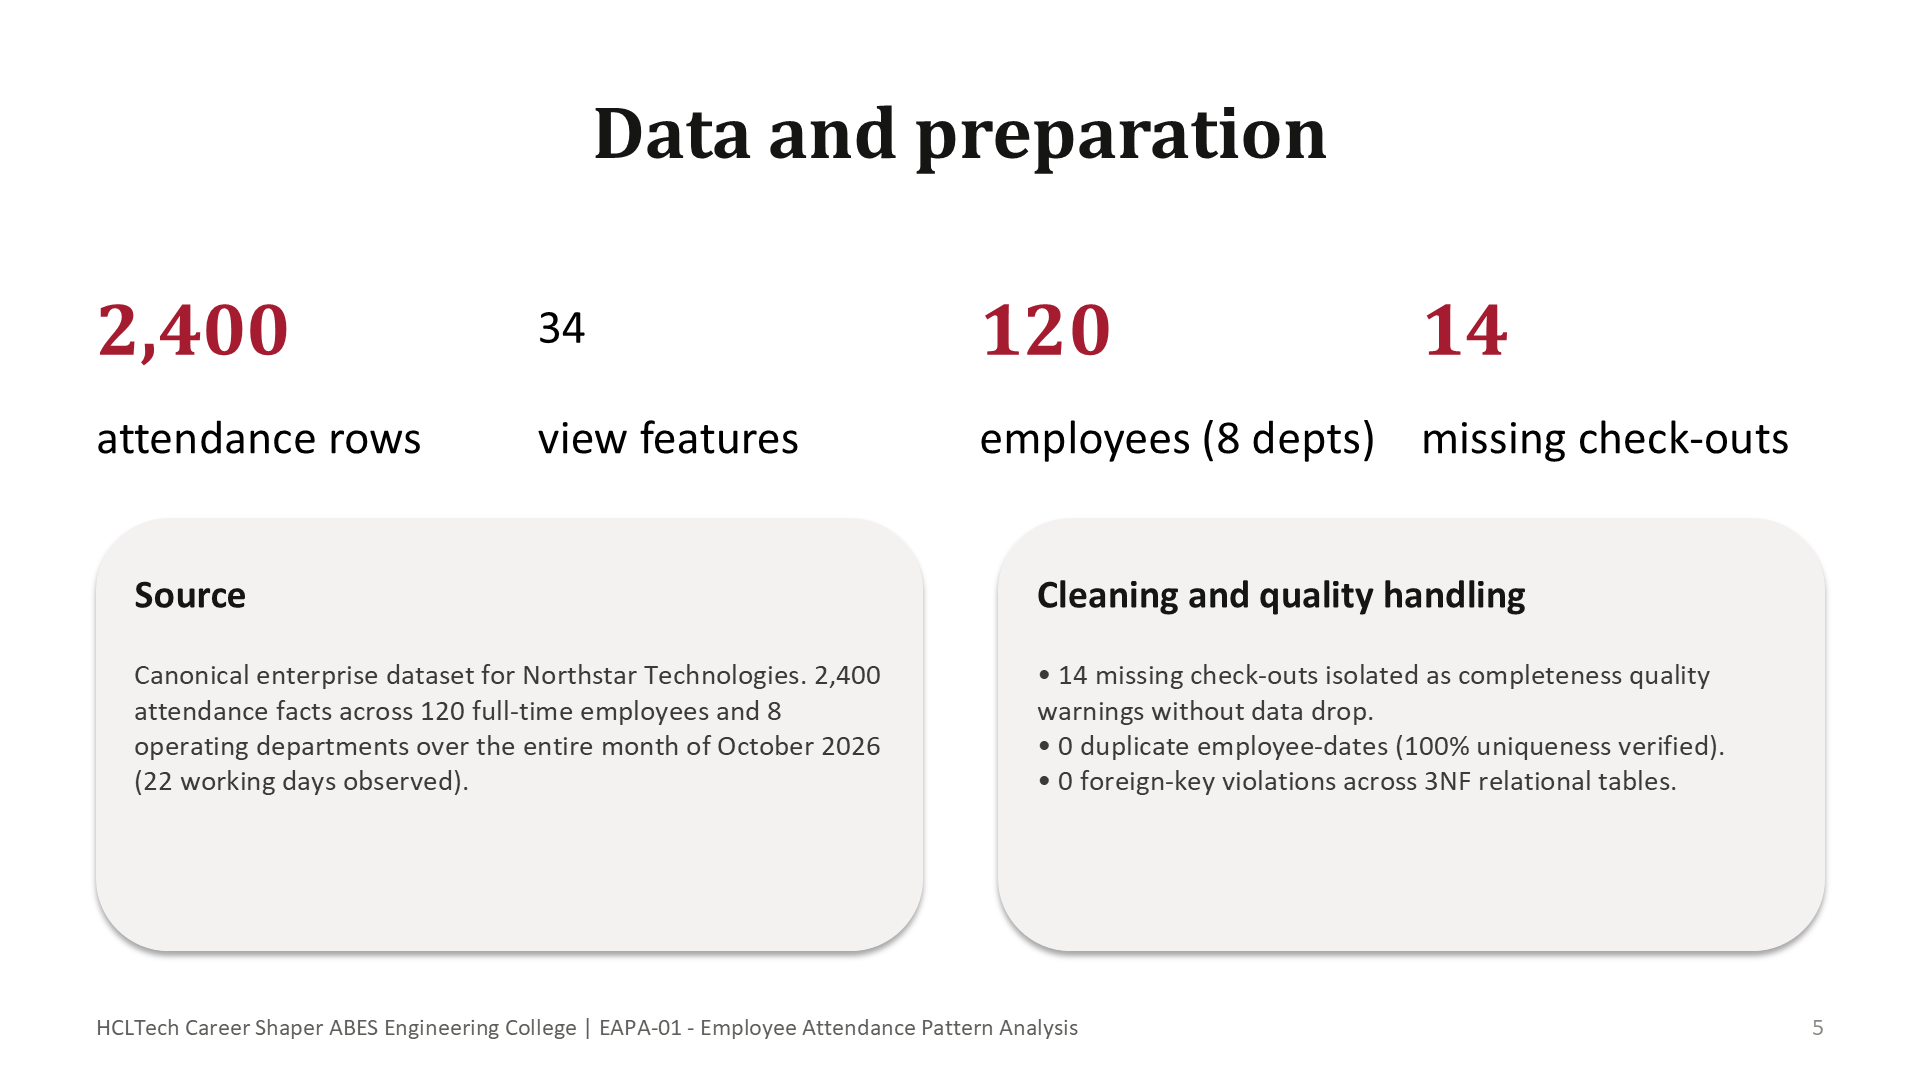 Data and preparation
2,400
34
120
14
attendance rows
view features
employees (8 depts)
missing check-outs
Source
Canonical enterprise dataset for Northstar Technologies. 2,400
attendance facts across 120 full-time employees and 8
operating departments over the entire month of October 2026
(22 working days observed).
Cleaning and quality handling
• 14 missing check-outs isolated as completeness quality
warnings without data drop.
• 0 duplicate employee-dates (100% uniqueness verified).
• 0 foreign-key violations across 3NF relational tables.
HCLTech Career Shaper ABES Engineering College | EAPA-01 - Employee Attendance Pattern Analysis
5